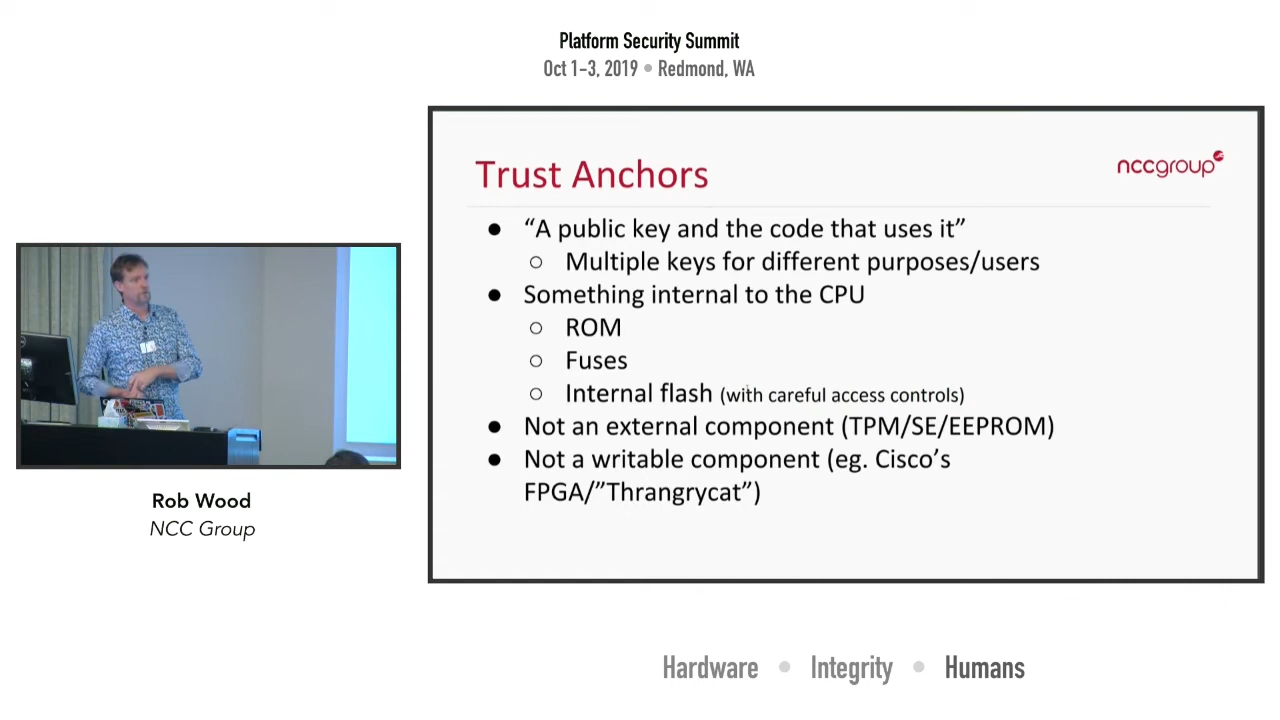 Platform Security Summit
Oct 1-3, 2019 • Redmond, WA
Trust Anchors
nccgroup
● “A public key and the code that uses it”
○ Multiple keys for different purposes/users
● Something internal to the CPU
○ ROM
○ Fuses
○ Internal flash (with careful access controls)
● Not an external component (TPM/SE/EEPROM)
● Not a writable component (eg. Cisco’s
FPGA/”Thrangrycat”)
Rob Wood
NCC Group
Hardware • Integrity • Humans